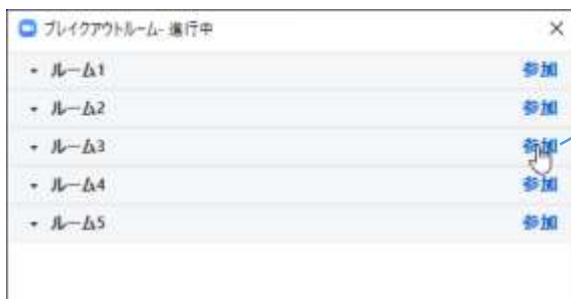 ブレイクアウトルーム- 進行中
ルーム1 参加
ルーム2 参加
ルーム3 参加
ルーム4 参加
ルーム5 参加